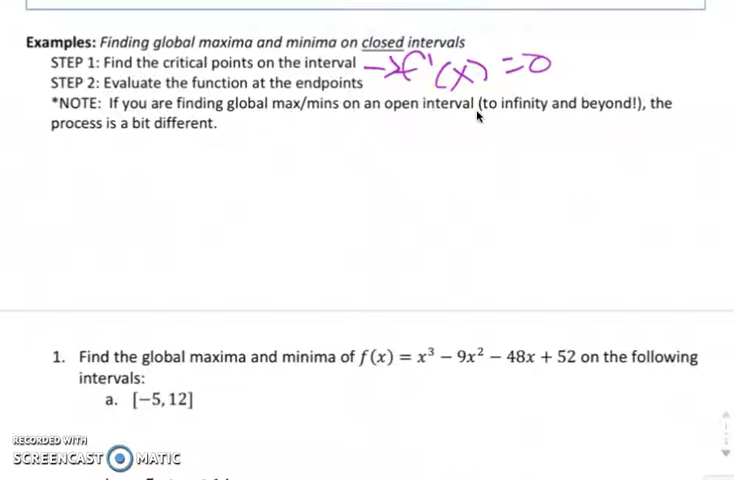 Examples: Finding global maxima and minima on closed intervals
STEP 1: Find the critical points on the interval → f'(x) = 0
STEP 2: Evaluate the function at the endpoints
*NOTE: If you are finding global max/mins on an open interval (to infinity and beyond!), the
process is a bit different.
1. Find the global maxima and minima of f(x) = x³ − 9x² − 48x + 52 on the following
intervals:
a. [−5, 12]
RECORDED WITH
SCREENCAST MATIC